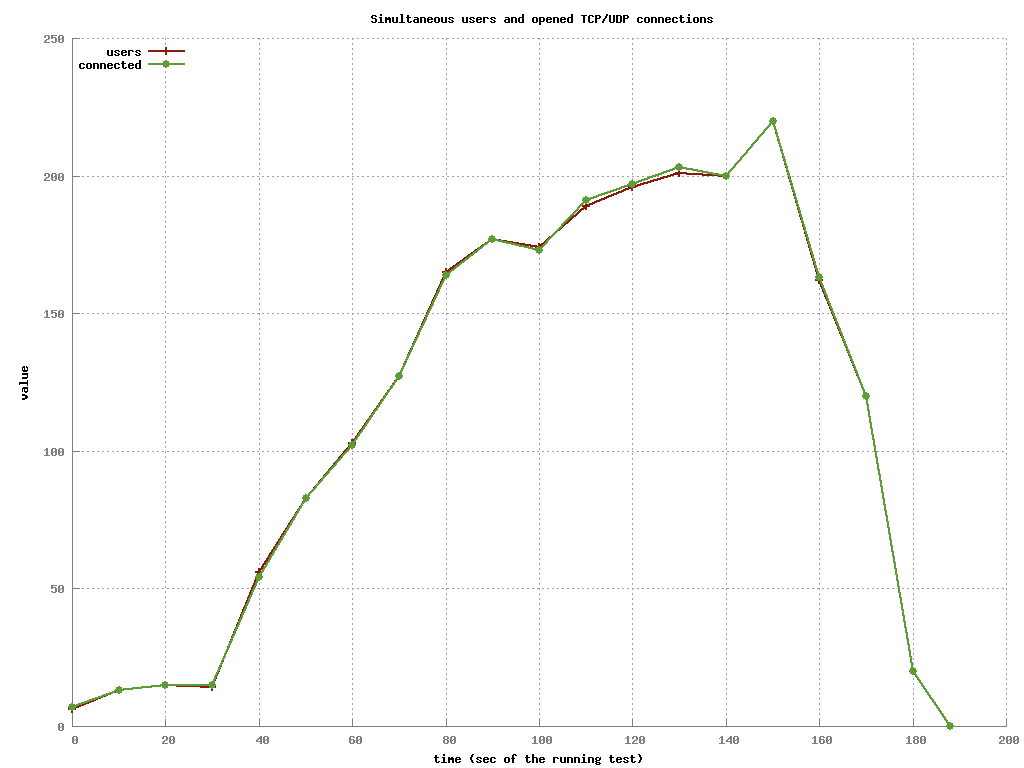 Simultaneous users and opened TCP/UDP connections
250
users
connected
200
150
value
100
50
0
0 20 40 60 80 100 120 140 160 180 200
time (sec of the running test)